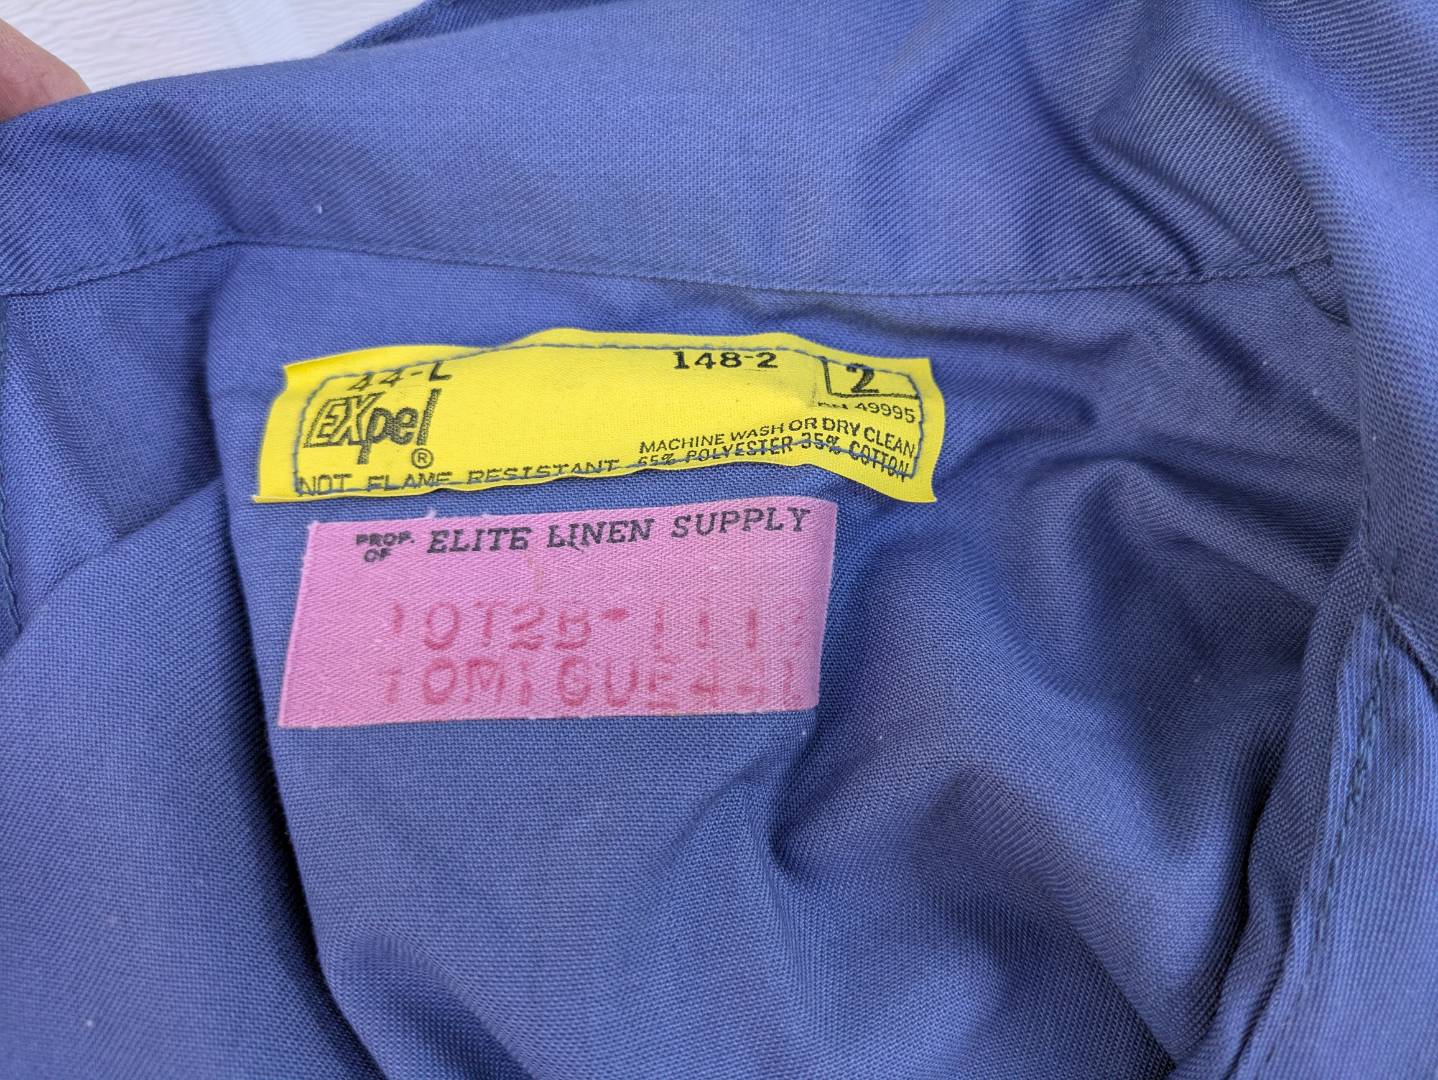 44-L 148-2 2
EXpel ® RN 49995
MACHINE WASH OR DRY CLEAN
NOT FLAME RESISTANT 65% POLYESTER 35% COTTON
PROP. OF ELITE LINEN SUPPLY